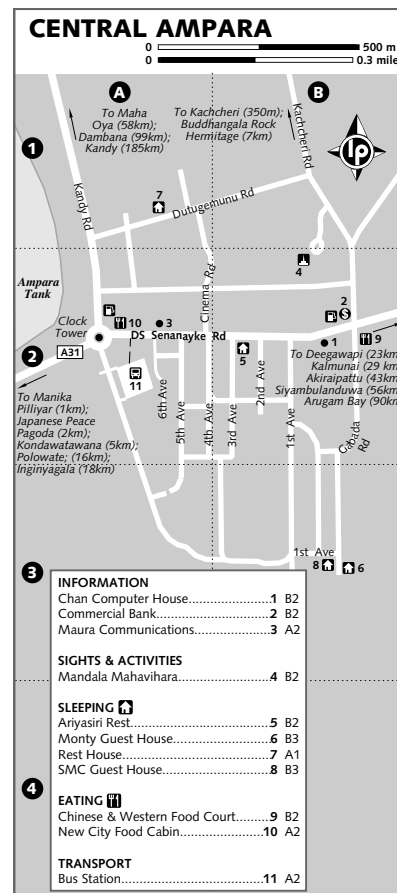 CENTRAL AMPARA
0 500 m
0 0.3 mile
A
B
To Maha
Oya (58km);
Dambana (99km);
Kandy (185km)
To Kachcheri (350m);
Buddhangala Rock
Hermitage (7km)
Kachcheri Rd
1
lp
Kandy Rd
7
Dutugemunu Rd
4
Ampara
Tank
Cinema Rd
2
Clock
Tower
10
3
DS Senanayke Rd
$
9
1
A31
2
11
5
To Deegawapi (23km);
Kalmunai (29 km);
Akiraipattu (43km);
Siyambulanduwa (56km);
Arugam Bay (90km)
To Manika
Pilliyar (1km);
Japanese Peace
Pagoda (2km);
Kondawatawana (5km);
Polowate; (16km);
Inginyagala (18km)
6th Ave
5th Ave
4th Ave
3rd Ave
2nd Ave
1st Ave
Gabada Rd
1st Ave
8
6
3
INFORMATION
Chan Computer House........................1 B2
Commercial Bank..............................2 B2
Maura Communications.....................3 A2
SIGHTS & ACTIVITIES
Mandala Mahavihara.........................4 B2
SLEEPING
Ariyasiri Rest....................................5 B2
Monty Guest House..........................6 B3
Rest House.......................................7 A1
SMC Guest House.............................8 B3
4
EATING
Chinese & Western Food Court........9 B2
New City Food Cabin......................10 A2
TRANSPORT
Bus Station.....................................11 A2